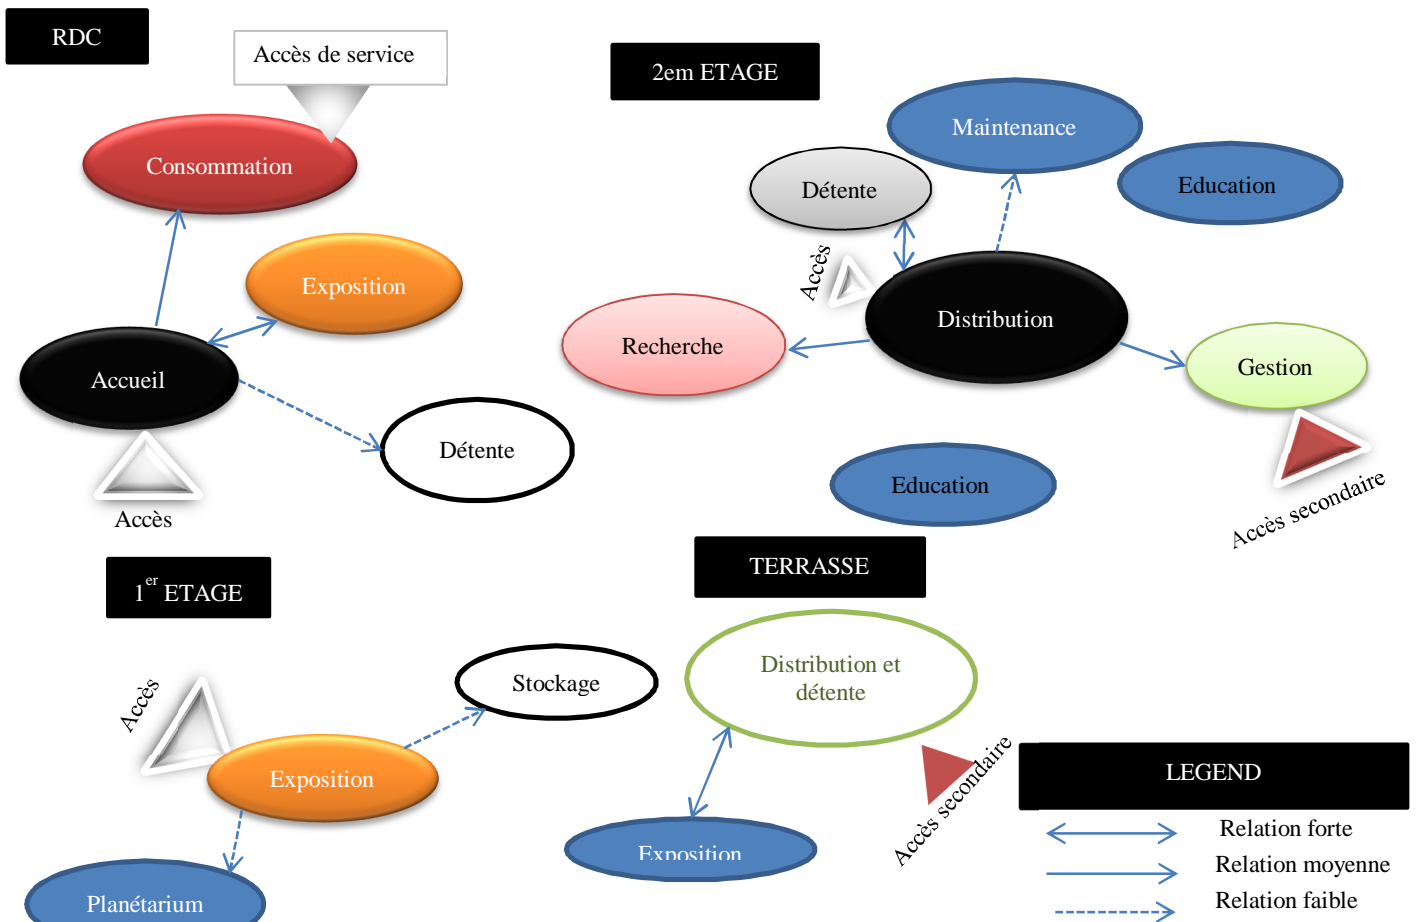 RDC
Accès de service
Consommation
Exposition
Accueil
Détente
Accès
2em ETAGE
Maintenance
Education
Détente
Accès
Distribution
Recherche
Gestion
Accès secondaire
Education
1er ETAGE
Accès
Stockage
Exposition
Planétarium
TERRASSE
Distribution et
détente
Accès secondaire
Exposition
LEGEND
Relation forte
Relation moyenne
Relation faible